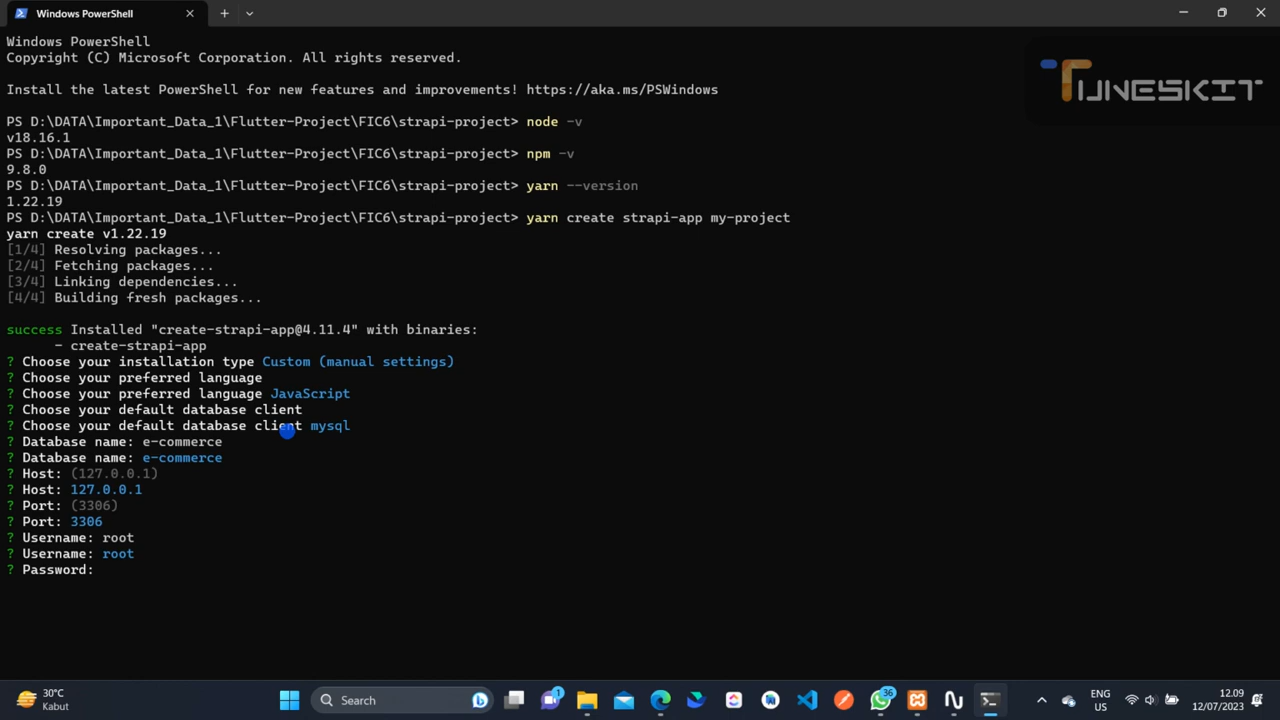 Windows PowerShell
TUNESKIT
Windows PowerShell
Copyright (C) Microsoft Corporation. All rights reserved.
Install the latest PowerShell for new features and improvements! https://aka.ms/PSWindows
PS D:\DATA\Important_Data_1\Flutter-Project\FIC6\strapi-project> node -v
v18.16.1
PS D:\DATA\Important_Data_1\Flutter-Project\FIC6\strapi-project> npm -v
9.8.0
PS D:\DATA\Important_Data_1\Flutter-Project\FIC6\strapi-project> yarn --version
1.22.19
PS D:\DATA\Important_Data_1\Flutter-Project\FIC6\strapi-project> yarn create strapi-app my-project
yarn create v1.22.19
[1/4] Resolving packages...
[2/4] Fetching packages...
[3/4] Linking dependencies...
[4/4] Building fresh packages...
success Installed "create-strapi-app@4.11.4" with binaries:
- create-strapi-app
? Choose your installation type Custom (manual settings)
? Choose your preferred language
? Choose your preferred language JavaScript
? Choose your default database client
? Choose your default database client mysql
? Database name: e-commerce
? Database name: e-commerce
? Host: (127.0.0.1)
? Host: 127.0.0.1
? Port: (3306)
? Port: 3306
? Username: root
? Username: root
? Password:
30°C
Kabut
Search
1
36
ENG
US
12.09
12/07/2023